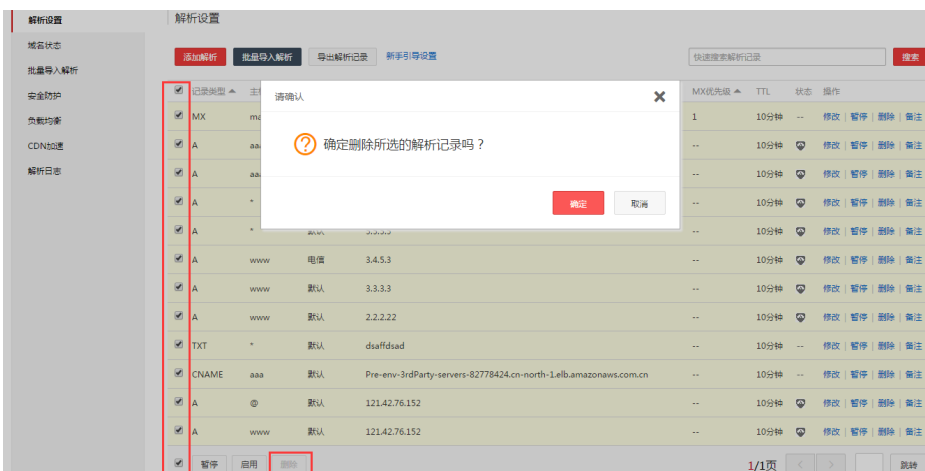 解析设置
解析设置
域名状态
批量导入解析
安全防护
负载均衡
CDN加速
解析日志
添加解析 批量导入解析 导出解析记录 新手引导设置 快速搜索解析记录 搜索
记录类型 主 MX优先级 TTL 状态 操作
请确认
确定删除所选的解析记录吗？
确定 取消
MX ma 1 10分钟 -- 修改 | 暂停 | 删除 | 备注
A aa -- 10分钟 修改 | 暂停 | 删除 | 备注
A aa -- 10分钟 修改 | 暂停 | 删除 | 备注
A * -- 10分钟 修改 | 暂停 | 删除 | 备注
A * 默认 3.3.3.3 -- 10分钟 修改 | 暂停 | 删除 | 备注
A www 电信 3.4.5.3 -- 10分钟 修改 | 暂停 | 删除 | 备注
A www 默认 3.3.3.3 -- 10分钟 修改 | 暂停 | 删除 | 备注
A www 默认 2.2.2.22 -- 10分钟 修改 | 暂停 | 删除 | 备注
TXT * 默认 dsaffdsad -- 10分钟 -- 修改 | 暂停 | 删除 | 备注
CNAME aaa 默认 Pre-env-3rdParty-servers-82778424.cn-north-1.elb.amazonaws.com.cn -- 10分钟 -- 修改 | 暂停 | 删除 | 备注
A @ 默认 121.42.76.152 -- 10分钟 修改 | 暂停 | 删除 | 备注
A www 默认 121.42.76.152 -- 10分钟 修改 | 暂停 | 删除 | 备注
暂停 启用 删除 1/1页 < > 跳转